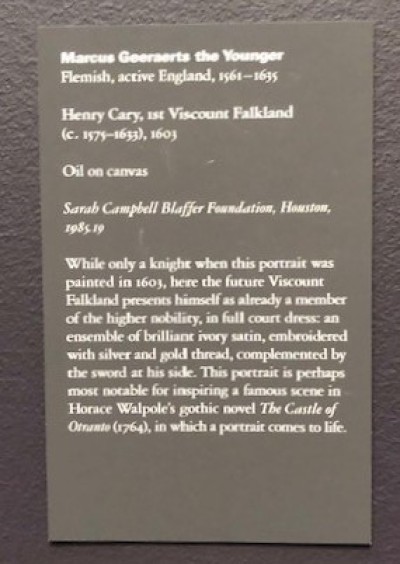 Marcus Geeraerts the Younger
Flemish, active England, 1561–1635
Henry Cary, 1st Viscount Falkland
(c. 1575–1633), 1603
Oil on canvas
Sarah Campbell Blaffer Foundation, Houston,
1985.19
While only a knight when this portrait was
painted in 1603, here the future Viscount
Falkland presents himself as already a member
of the higher nobility, in full court dress: an
ensemble of brilliant ivory satin, embroidered
with silver and gold thread, complemented by
the sword at his side. This portrait is perhaps
most notable for inspiring a famous scene in
Horace Walpole's gothic novel The Castle of
Otranto (1764), in which a portrait comes to life.